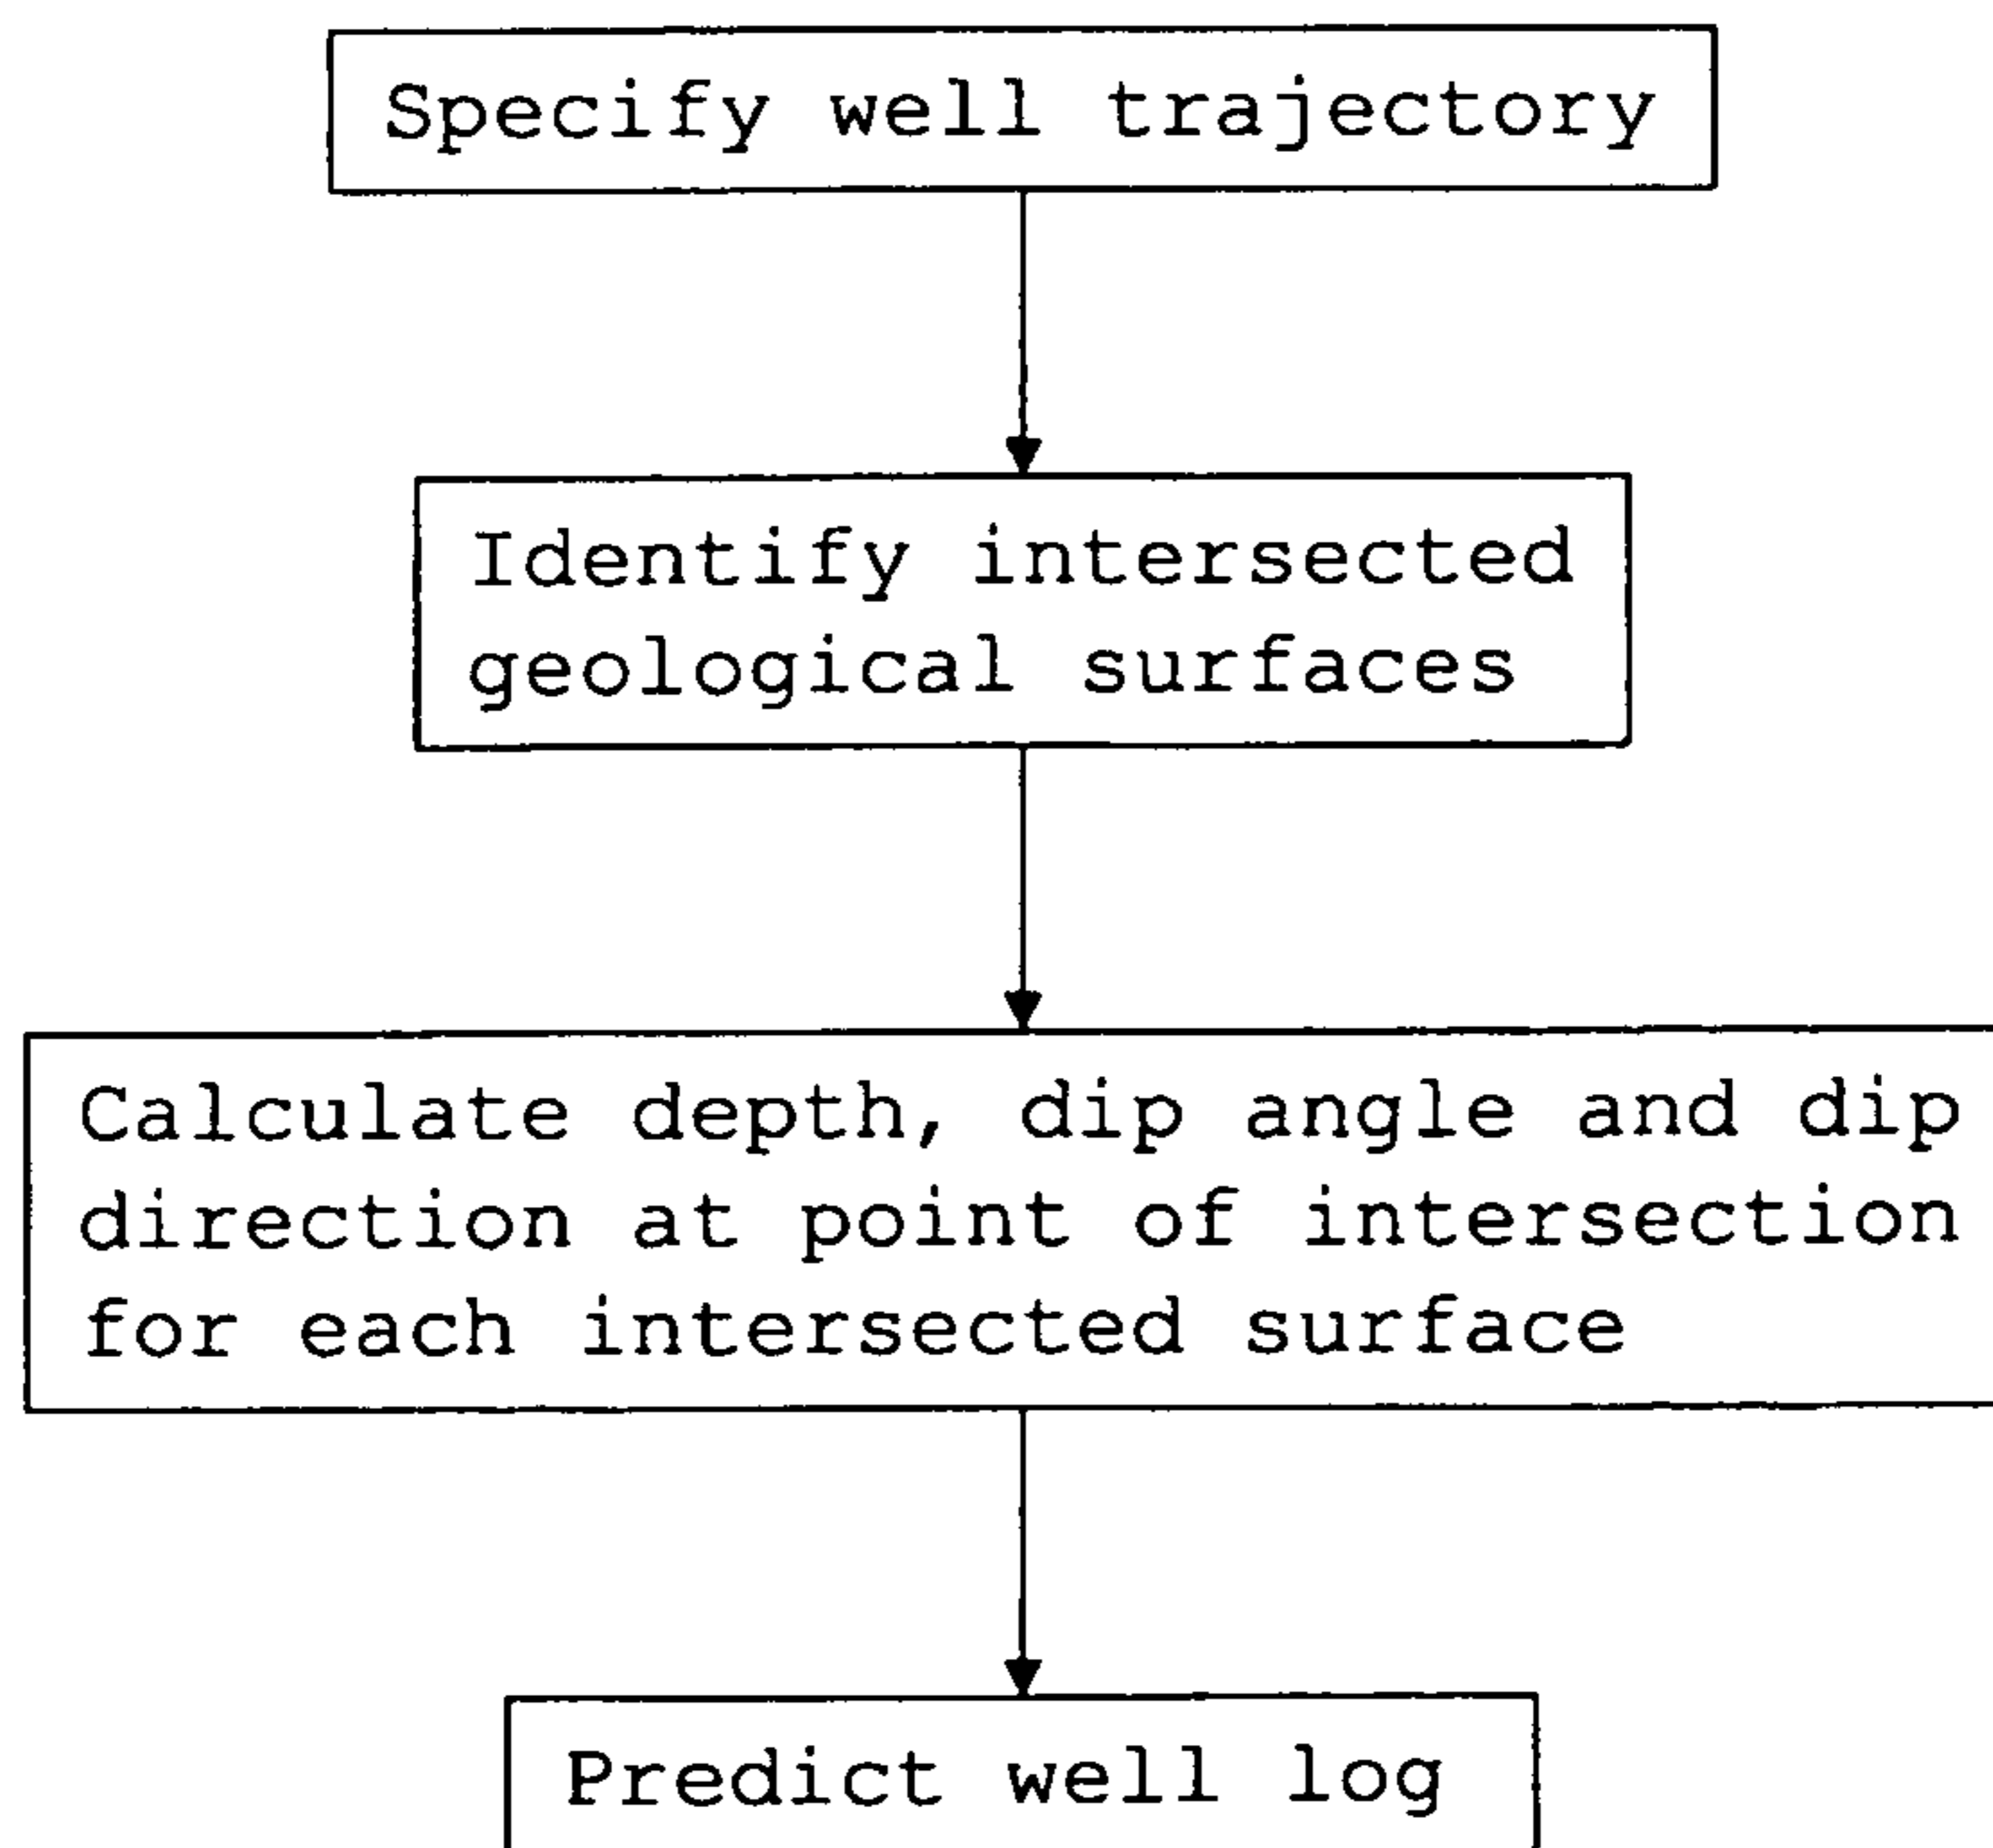 Specify well trajectory
Identify intersected
geological surfaces
Calculate depth, dip angle and dip
direction at point of intersection
for each intersected surface
Predict well log